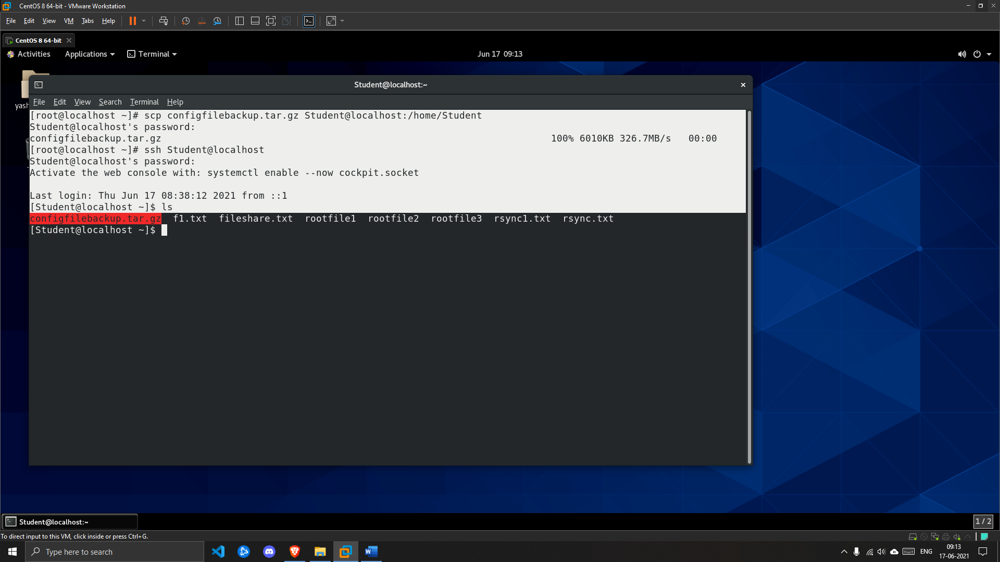 CentOS 8 64-bit - VMware Workstation
File Edit View VM Tabs Help
CentOS 8 64-bit
Activities Applications Terminal Jun 17 09:13
Student@localhost:~
File Edit View Search Terminal Help
[root@localhost ~]# scp configfilebackup.tar.gz Student@localhost:/home/Student
Student@localhost's password:
configfilebackup.tar.gz 100% 6010KB 326.7MB/s 00:00
[root@localhost ~]# ssh Student@localhost
Student@localhost's password:
Activate the web console with: systemctl enable --now cockpit.socket
Last login: Thu Jun 17 08:38:12 2021 from ::1
[Student@localhost ~]$ ls
configfilebackup.tar.gz f1.txt fileshare.txt rootfile1 rootfile2 rootfile3 rsync1.txt rsync.txt
[Student@localhost ~]$
Student@localhost:~ 1 / 2
To direct input to this VM, click inside or press Ctrl+G.
Type here to search ENG 09:13
17-06-2021